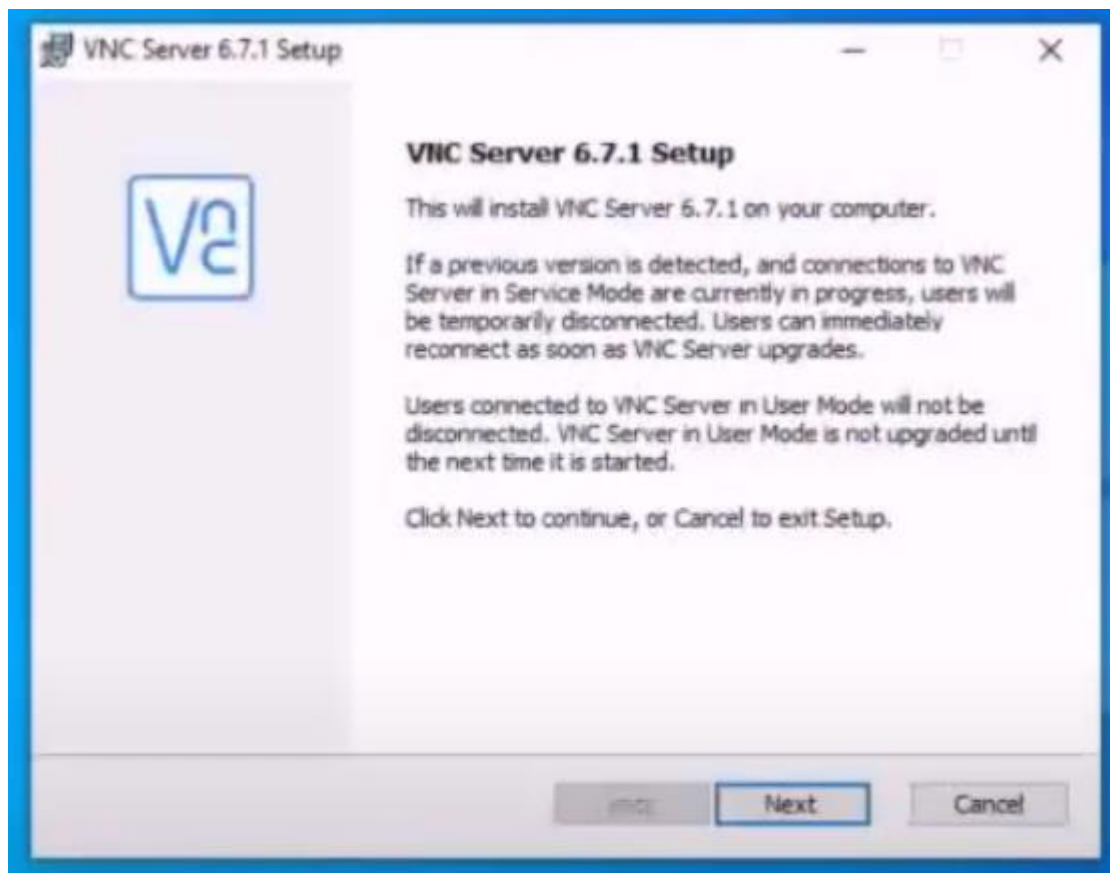 VNC Server 6.7.1 Setup
VNC Server 6.7.1 Setup
This will install VNC Server 6.7.1 on your computer.
If a previous version is detected, and connections to VNC
Server in Service Mode are currently in progress, users will
be temporarily disconnected. Users can immediately
reconnect as soon as VNC Server upgrades.
Users connected to VNC Server in User Mode will not be
disconnected. VNC Server in User Mode is not upgraded until
the next time it is started.
Click Next to continue, or Cancel to exit Setup.
Next Cancel